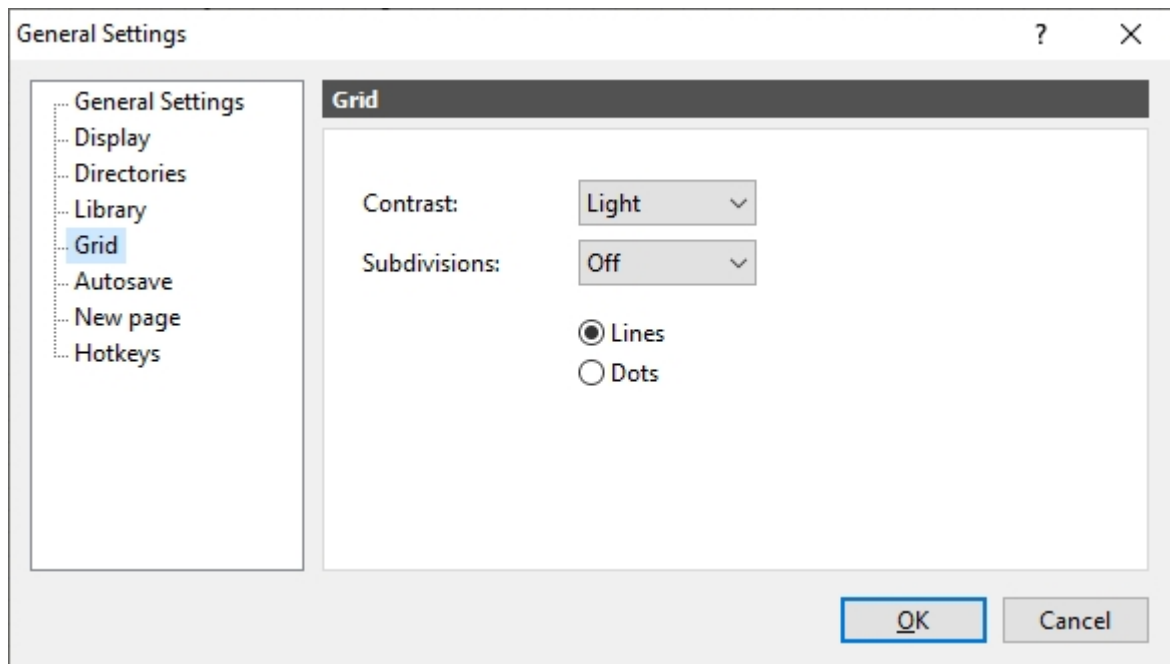 General Settings
?
General Settings
Display
Directories
Library
Grid
Autosave
New page
Hotkeys
Grid
Contrast: Light
Subdivisions: Off
Lines
Dots
OK Cancel